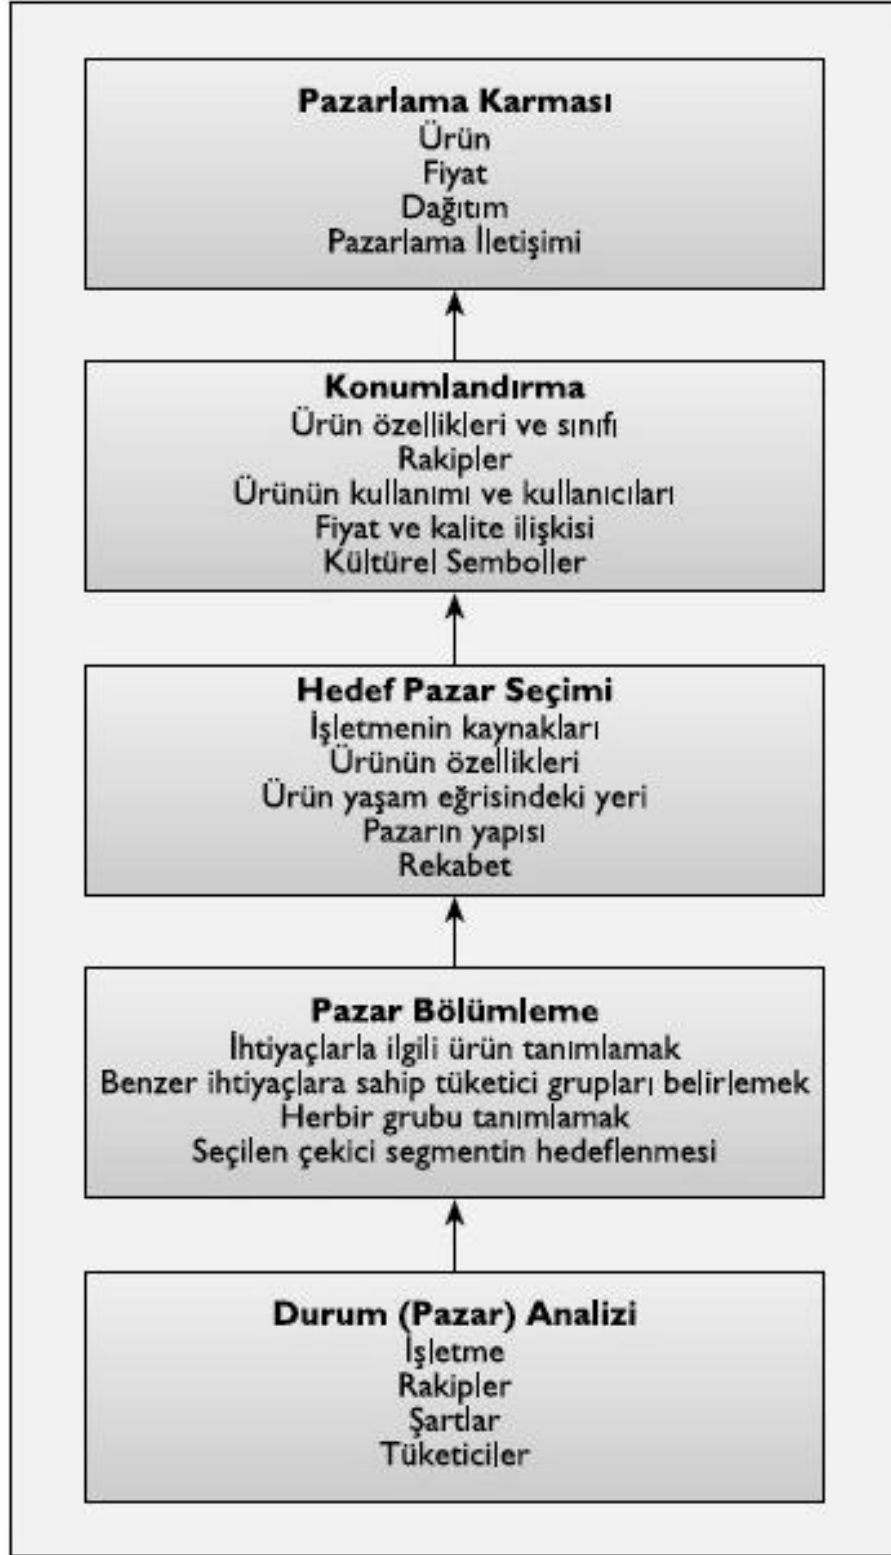 Pazarlama Karması
Ürün
Fiyat
Dağıtım
Pazarlama İletişimi
Konumlandırma
Ürün özellikleri ve sınıfı
Rakipler
Ürünün kullanımı ve kullanıcıları
Fiyat ve kalite ilişkisi
Kültürel Semboller
Hedef Pazar Seçimi
İşletmenin kaynakları
Ürünün özellikleri
Ürün yaşam eğrisindeki yeri
Pazarın yapısı
Rekabet
Pazar Bölümleme
İhtiyaçlarla ilgili ürün tanımlamak
Benzer ihtiyaçlara sahip tüketici grupları belirlemek
Herbir grubu tanımlamak
Seçilen çekici segmentin hedeflenmesi
Durum (Pazar) Analizi
İşletme
Rakipler
Şartlar
Tüketiciler